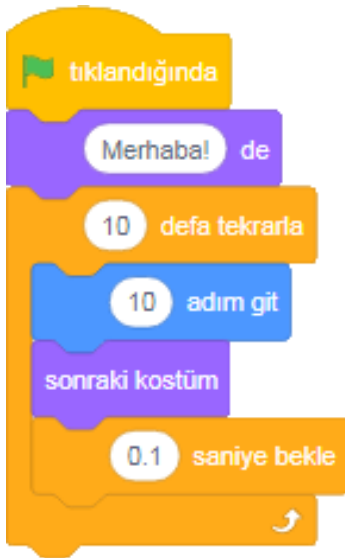 tıklandığında
Merhaba! de
10 defa tekrarla
10 adım git
sonraki kostüm
0.1 saniye bekle